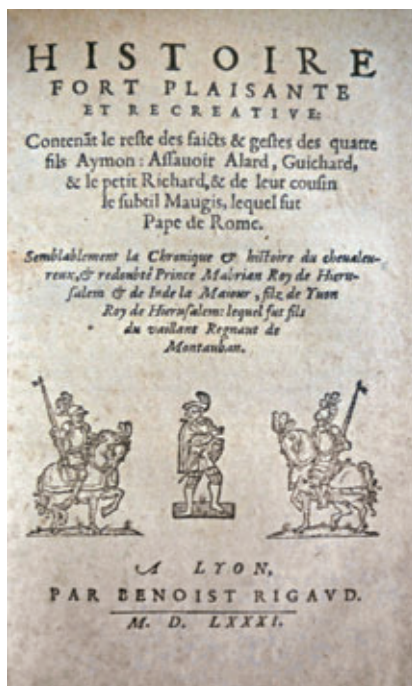 HISTOIRE
FORT PLAISANTE
ET RECREATIVE:
Contenāt le reste des faicts & gestes des quatre
fils Aymon: Assauoir Alard, Guichard,
& le petit Richard, & de leur cousin
le subtil Maugis, lequel fut
Pape de Rome.
Semblablement la Chronique & histoire du cheualeu-
reux, & redoubté Prince Mabrian Roy de Hieru-
salem & de Inde la Maiour, filz de Yuon
Roy de Hierusalem: lequel fut fils
du vaillant Regnaut de
Montauban.
A LYON,
PAR BENOIST RIGAVD.
M. D. LXXXI.